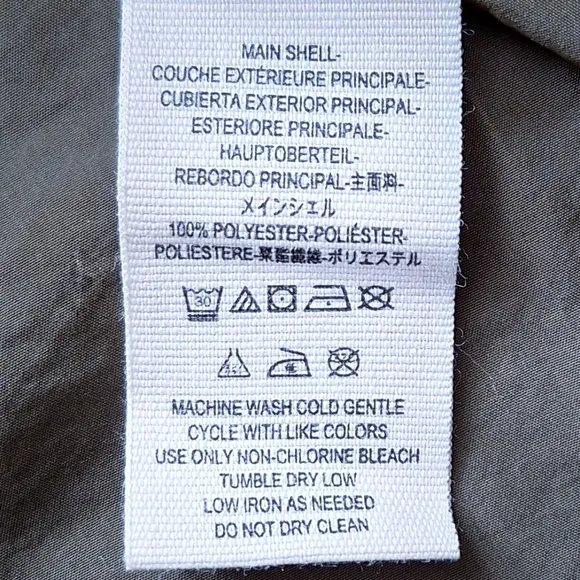 MAIN SHELL-
COUCHE EXTÉRIEURE PRINCIPALE-
CUBIERTA EXTERIOR PRINCIPAL-
ESTERIORE PRINCIPALE-
HAUPTOBERTEIL-
REBORDO PRINCIPAL-主面料-
メインシェル
100% POLYESTER-POLIÉSTER-
POLIESTERE-聚酯纖維-ポリエステル
30
MACHINE WASH COLD GENTLE
CYCLE WITH LIKE COLORS
USE ONLY NON-CHLORINE BLEACH
TUMBLE DRY LOW
LOW IRON AS NEEDED
DO NOT DRY CLEAN